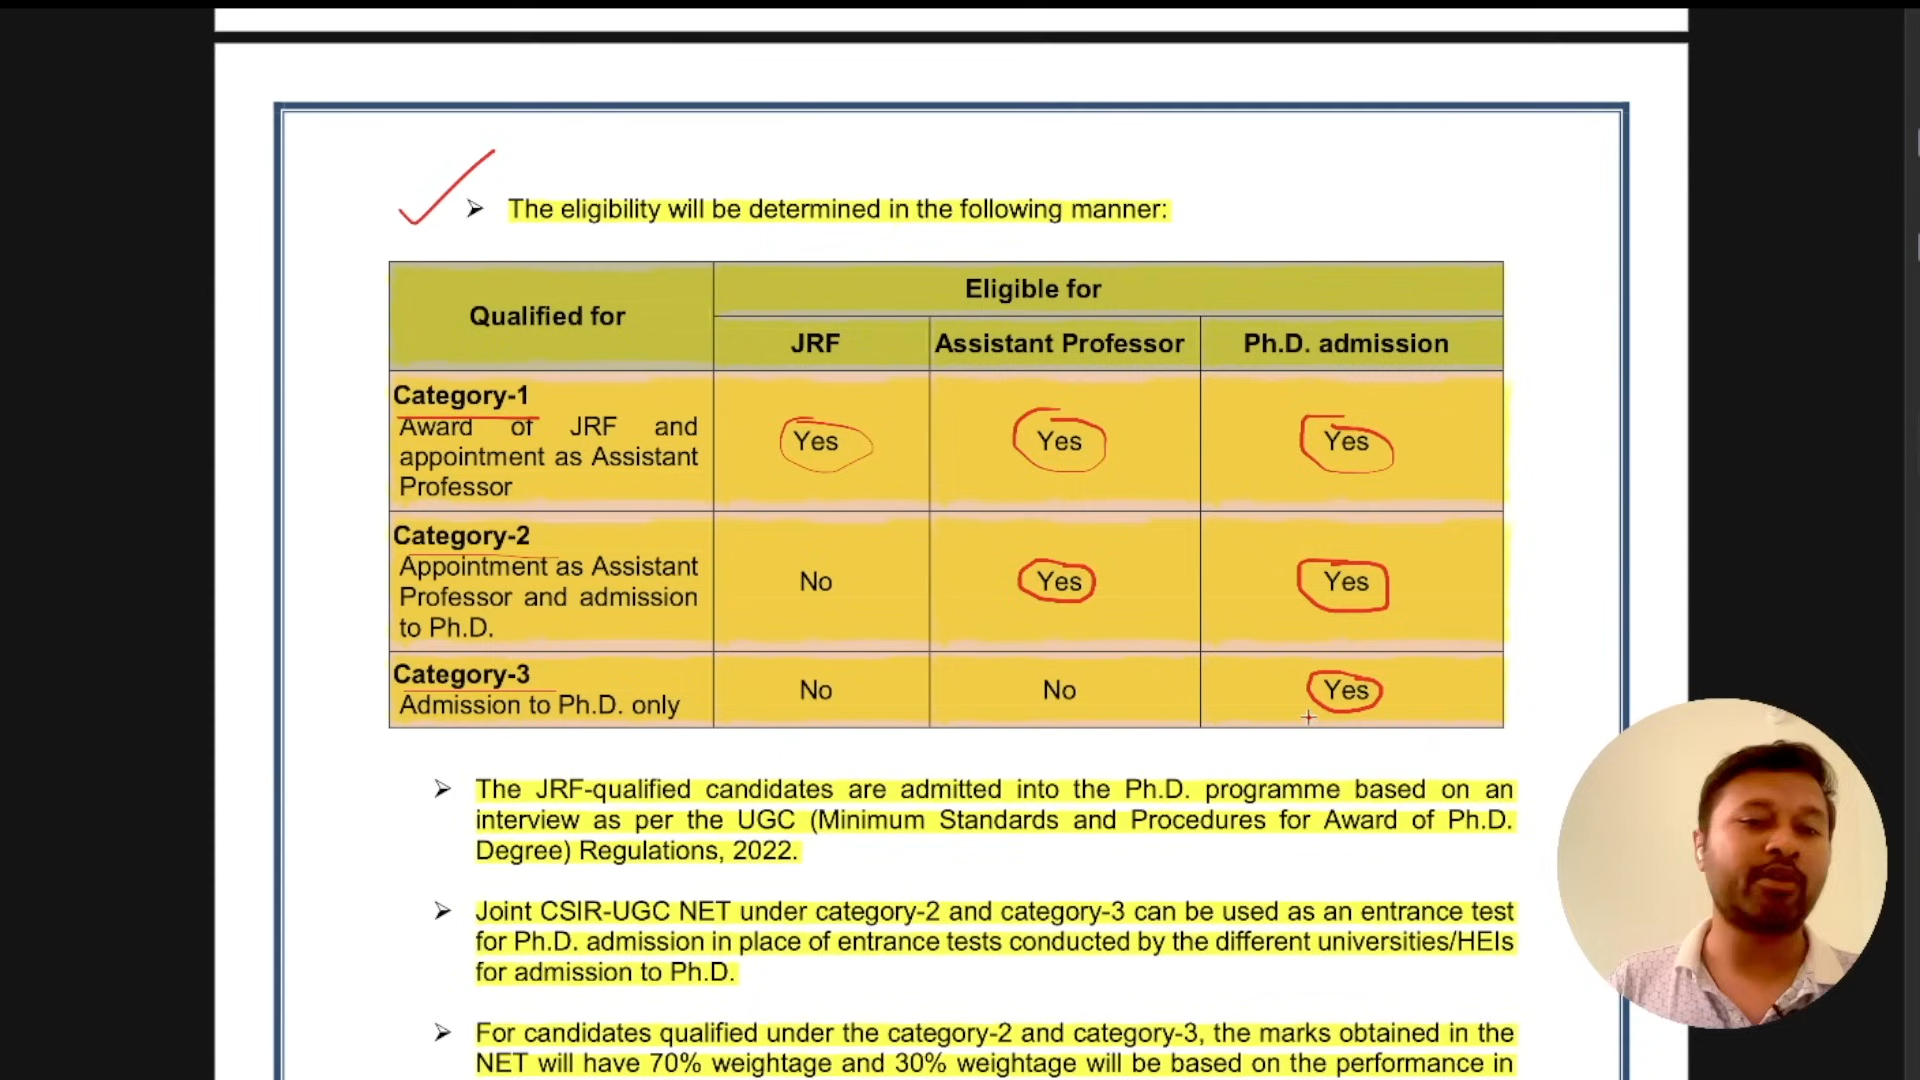 The eligibility will be determined in the following manner:
Qualified for
Eligible for
JRF
Assistant Professor
Ph.D. admission
Category-1
Award of JRF and
appointment as Assistant
Professor
Yes
Yes
Yes
Category-2
Appointment as Assistant
Professor and admission
to Ph.D.
No
Yes
Yes
Category-3
Admission to Ph.D. only
No
No
Yes
The JRF-qualified candidates are admitted into the Ph.D. programme based on an
interview as per the UGC (Minimum Standards and Procedures for Award of Ph.D.
Degree) Regulations, 2022.
Joint CSIR-UGC NET under category-2 and category-3 can be used as an entrance test
for Ph.D. admission in place of entrance tests conducted by the different universities/HEIs
for admission to Ph.D.
For candidates qualified under the category-2 and category-3, the marks obtained in the
NET will have 70% weightage and 30% weightage will be based on the performance in